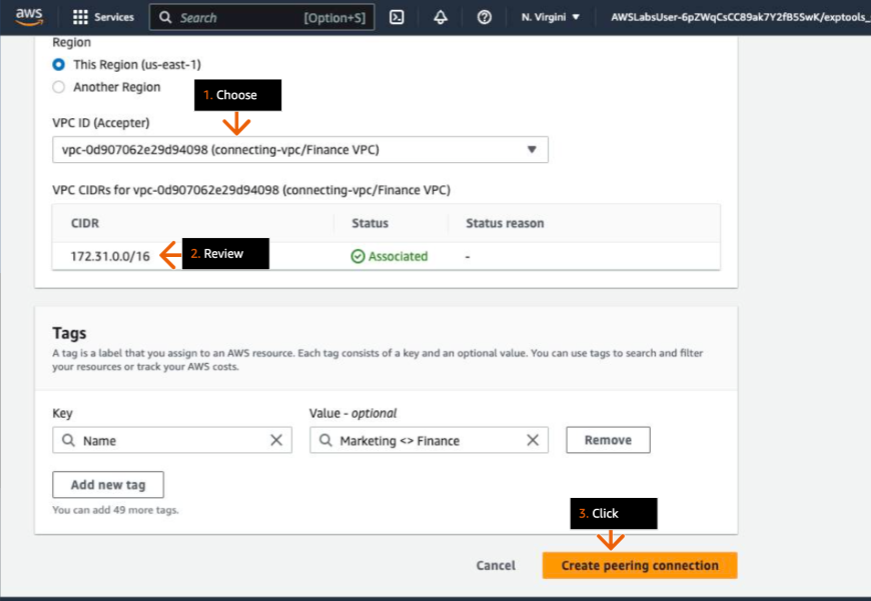 aws Services Search [Option+S] N. Virgini AWSLabsUser-6pZWqCsCC89ak7Y2fB5SwK/exptools_
Region
This Region (us-east-1)
Another Region
1. Choose
VPC ID (Accepter)
vpc-0d907062e29d94098 (connecting-vpc/Finance VPC)
VPC CIDRs for vpc-0d907062e29d94098 (connecting-vpc/Finance VPC)
CIDR Status Status reason
172.31.0.0/16 2. Review Associated -
Tags
A tag is a label that you assign to an AWS resource. Each tag consists of a key and an optional value. You can use tags to search and filter
your resources or track your AWS costs.
Key Value - optional
Name Marketing <> Finance Remove
Add new tag
You can add 49 more tags.
3. Click
Cancel Create peering connection